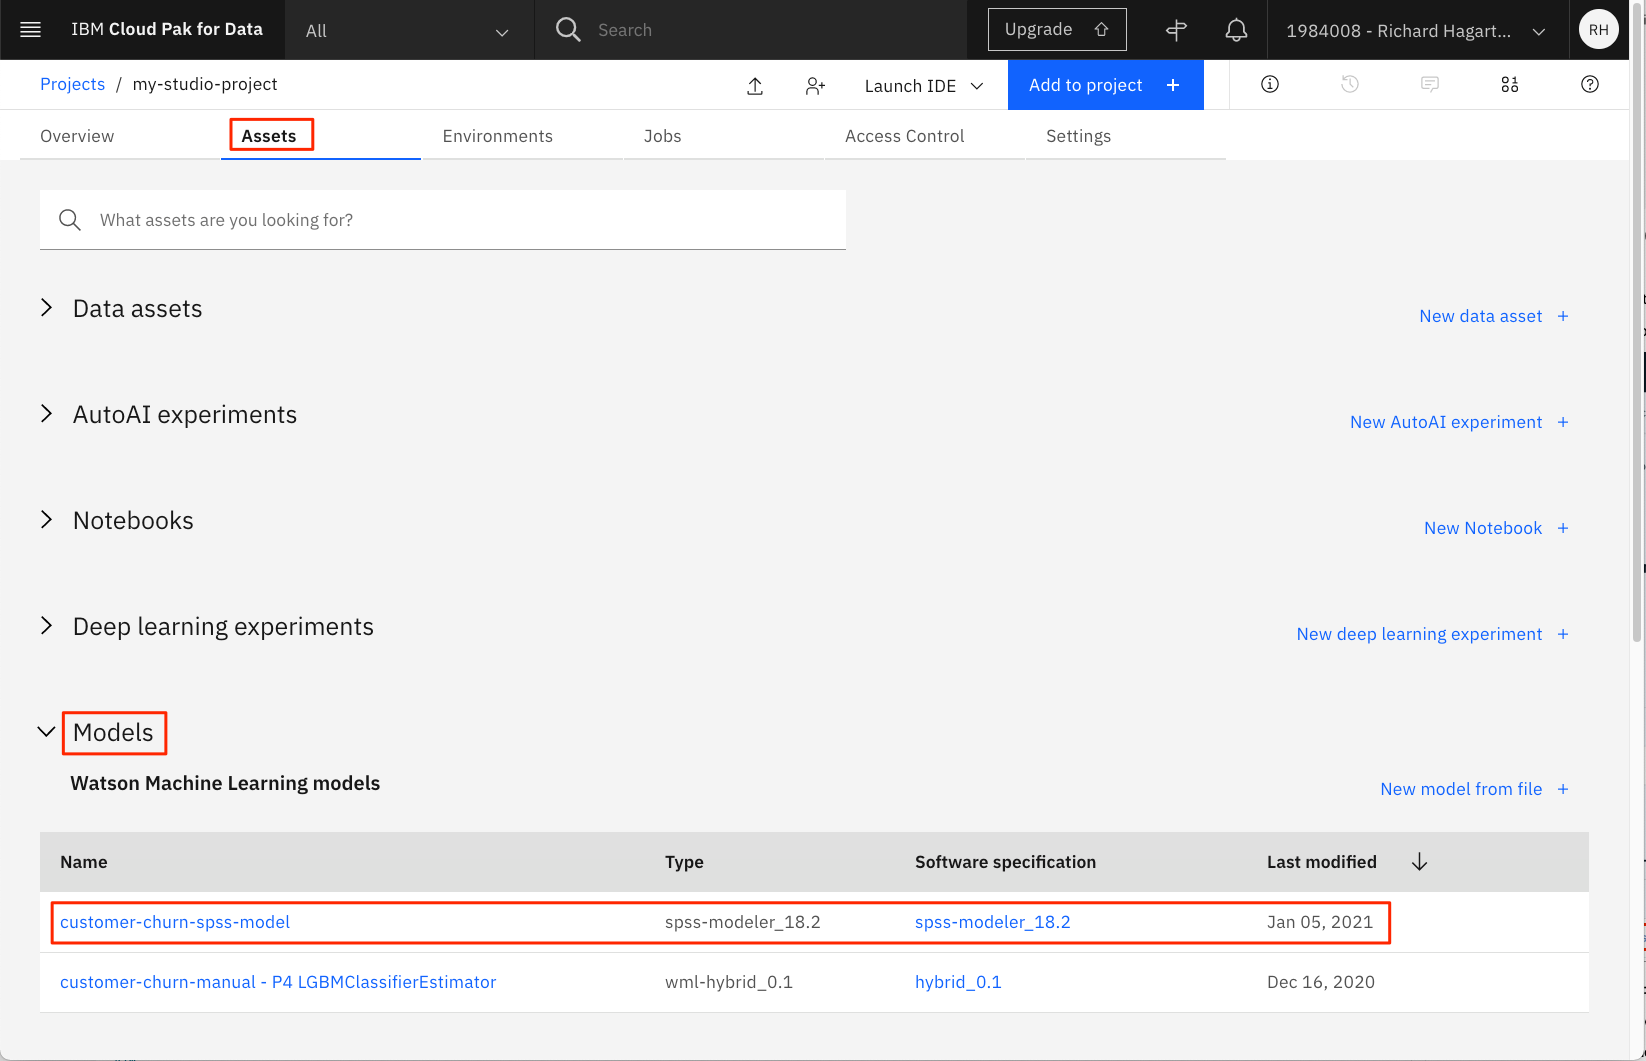 IBM Cloud Pak for Data All Search Upgrade 1984008 - Richard Hagart... RH
Projects / my-studio-project Launch IDE Add to project +
Overview Assets Environments Jobs Access Control Settings
What assets are you looking for?
Data assets New data asset +
AutoAI experiments New AutoAI experiment +
Notebooks New Notebook +
Deep learning experiments New deep learning experiment +
Models
Watson Machine Learning models New model from file +
Name Type Software specification Last modified
customer-churn-spss-model spss-modeler_18.2 spss-modeler_18.2 Jan 05, 2021
customer-churn-manual - P4 LGBMClassifierEstimator wml-hybrid_0.1 hybrid_0.1 Dec 16, 2020